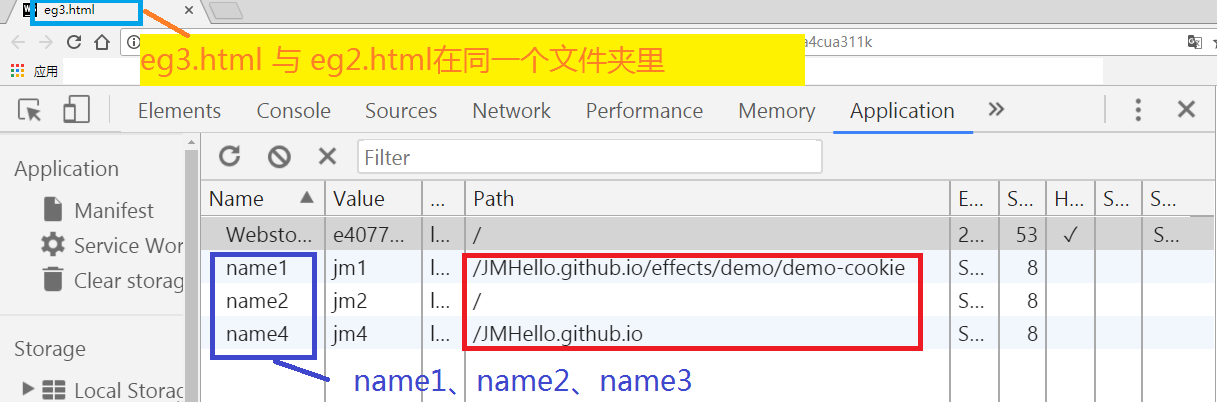 eg3.html
a4cua311k
应用
eg3.html 与 eg2.html在同一个文件夹里
Elements Console Sources Network Performance Memory Application
Application
Filter
Manifest
Service Wor
Clear storag
Storage
Local Storag
Name Value ... Path E... S... H... S... S...
Websto... e4077... l... / 2... 53 ✓ S...
name1 jm1 l... /JMHello.github.io/effects/demo/demo-cookie S... 8
name2 jm2 l... / S... 8
name4 jm4 l... /JMHello.github.io S... 8
name1、name2、name3